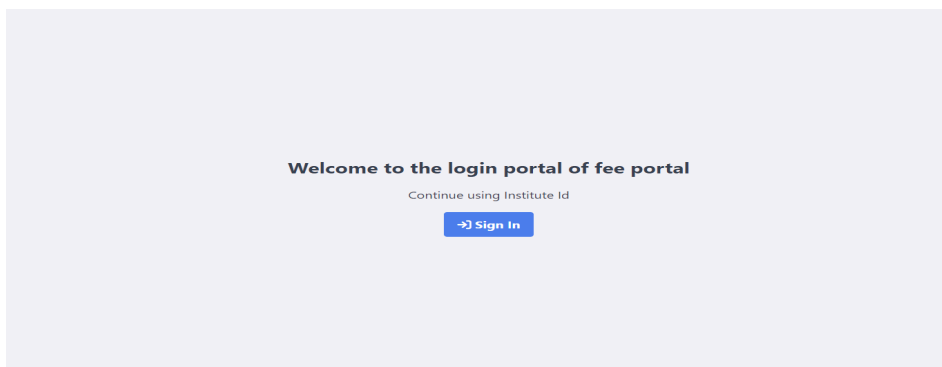 Welcome to the login portal of fee portal
Continue using Institute Id
Sign In